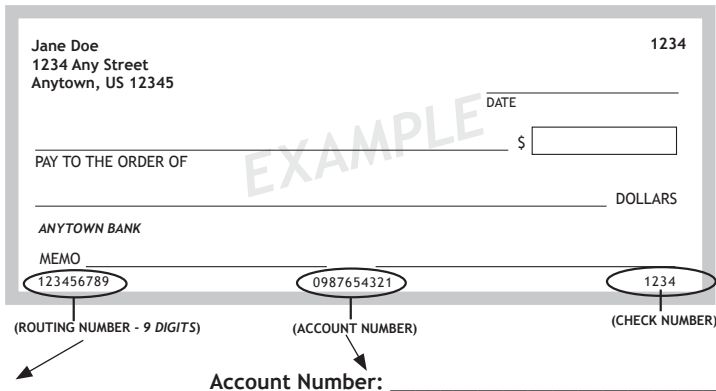 Jane Doe 1234
1234 Any Street
Anytown, US 12345
DATE
EXAMPLE
$
PAY TO THE ORDER OF
DOLLARS
ANYTOWN BANK
MEMO
123456789 0987654321 1234
(ROUTING NUMBER - 9 DIGITS) (ACCOUNT NUMBER) (CHECK NUMBER)
Account Number: